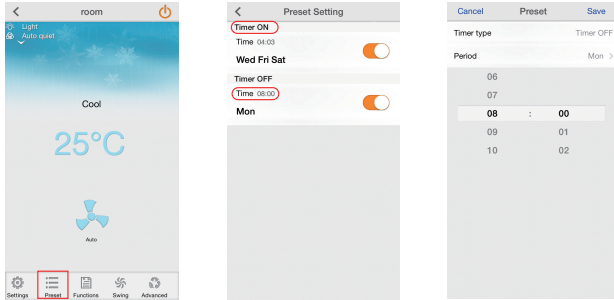 room
Light
Auto quiet
Cool
25°C
Auto
Settings Preset Functions Swing Advanced
Preset Setting
Timer ON
Time 04:03
Wed Fri Sat
Timer OFF
Time 08:00
Mon
Cancel Preset Save
Timer type Timer OFF
Period Mon >
06
07
08 : 00
09 01
10 02